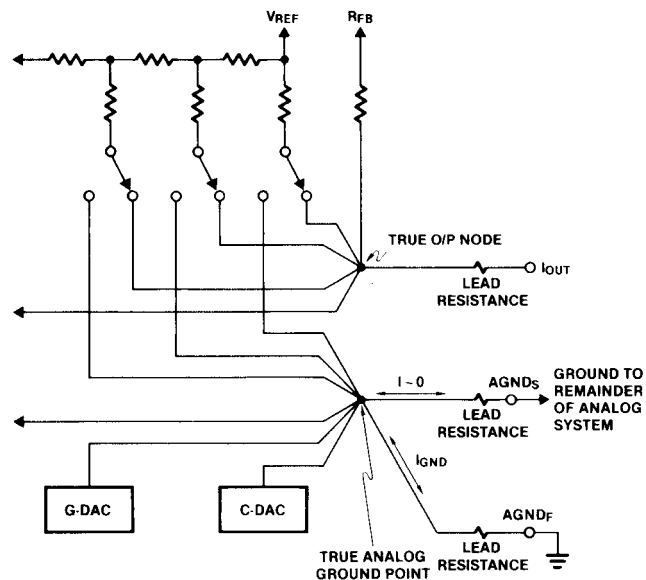 VREF
RFB
TRUE O/P NODE
IOUT
LEAD
RESISTANCE
I~0
AGNDS
GROUND TO
REMAINDER
OF ANALOG
SYSTEM
LEAD
RESISTANCE
IGND
G-DAC
C-DAC
AGNDF
LEAD
RESISTANCE
TRUE ANALOG
GROUND POINT